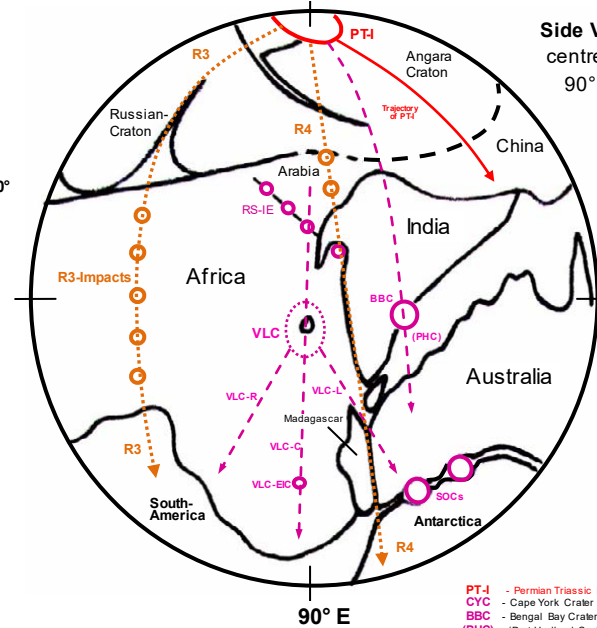 Side V
centre
90°
0°
PT-I
R3
Angara
Craton
Russian-
Craton
Trajectory
of PT-I
R4
China
Arabia
RS-IE
India
R3-Impacts
Africa
BBC
(PHC)
VLC
VLC-R
VLC-L
Australia
Madagascar
R3
VLC-C
VLC-EIC
SOCs
South-
America
Antarctica
R4
90° E
PT-I - Permian Triassic
CYC - Cape York Crater
BBC - Bengal Bay Crater